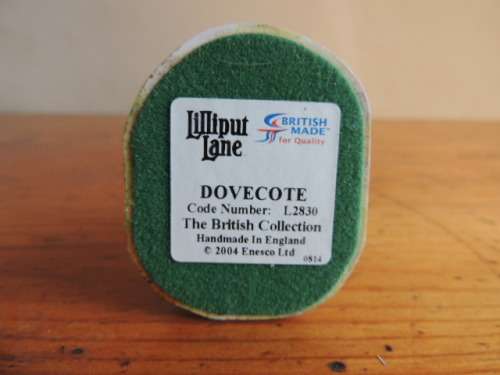 Lilliput
Lane
BRITISH
MADE™
for Quality
DOVECOTE
Code Number: L2830
The British Collection
Handmade In England
© 2004 Enesco Ltd
0814